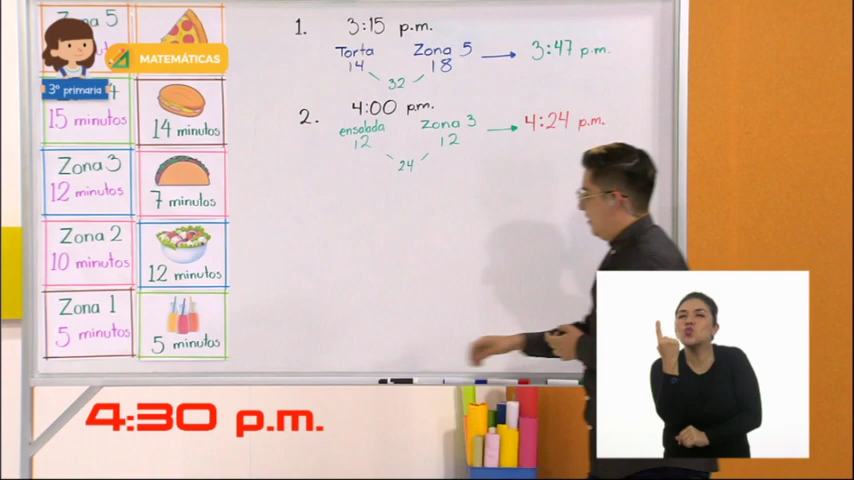 Zona 5
MATEMÁTICAS
3° primaria
4
15 minutos
14 minutos
Zona 3
12 minutos
7 minutos
Zona 2
10 minutos
12 minutos
Zona 1
5 minutos
5 minutos
1. 3:15 p.m.
Torta Zona 5 3:47 p.m.
14 18
32
2. 4:00 p.m.
ensalada Zona 3 4:24 p.m.
12 12
24
4:30 p.m.